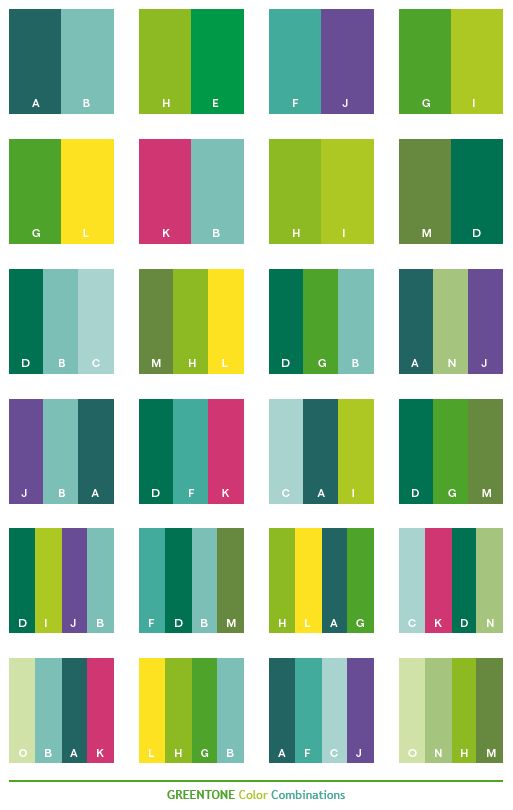 A B H E F J G I
G L K B H I M D
D B C M H L D G B A N J
J B A D F K C A I D G M
D I J B F D B M H L A G C K D N
O B A K L H G B A F C J O N H M
GREENTONE Color Combinations